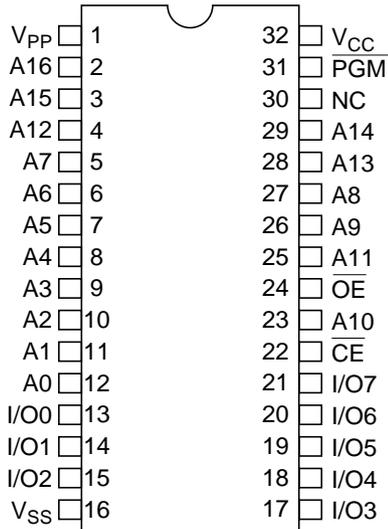 VPP 1 32 VCC
A16 2 31 PGM
A15 3 30 NC
A12 4 29 A14
A7 5 28 A13
A6 6 27 A8
A5 7 26 A9
A4 8 25 A11
A3 9 24 OE
A2 10 23 A10
A1 11 22 CE
A0 12 21 I/O7
I/O0 13 20 I/O6
I/O1 14 19 I/O5
I/O2 15 18 I/O4
VSS 16 17 I/O3